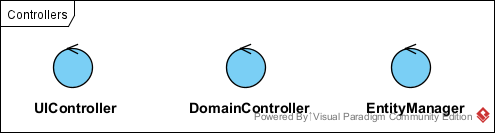 Controllers
UIController DomainController EntityManager
Powered By Visual Paradigm Community Edition